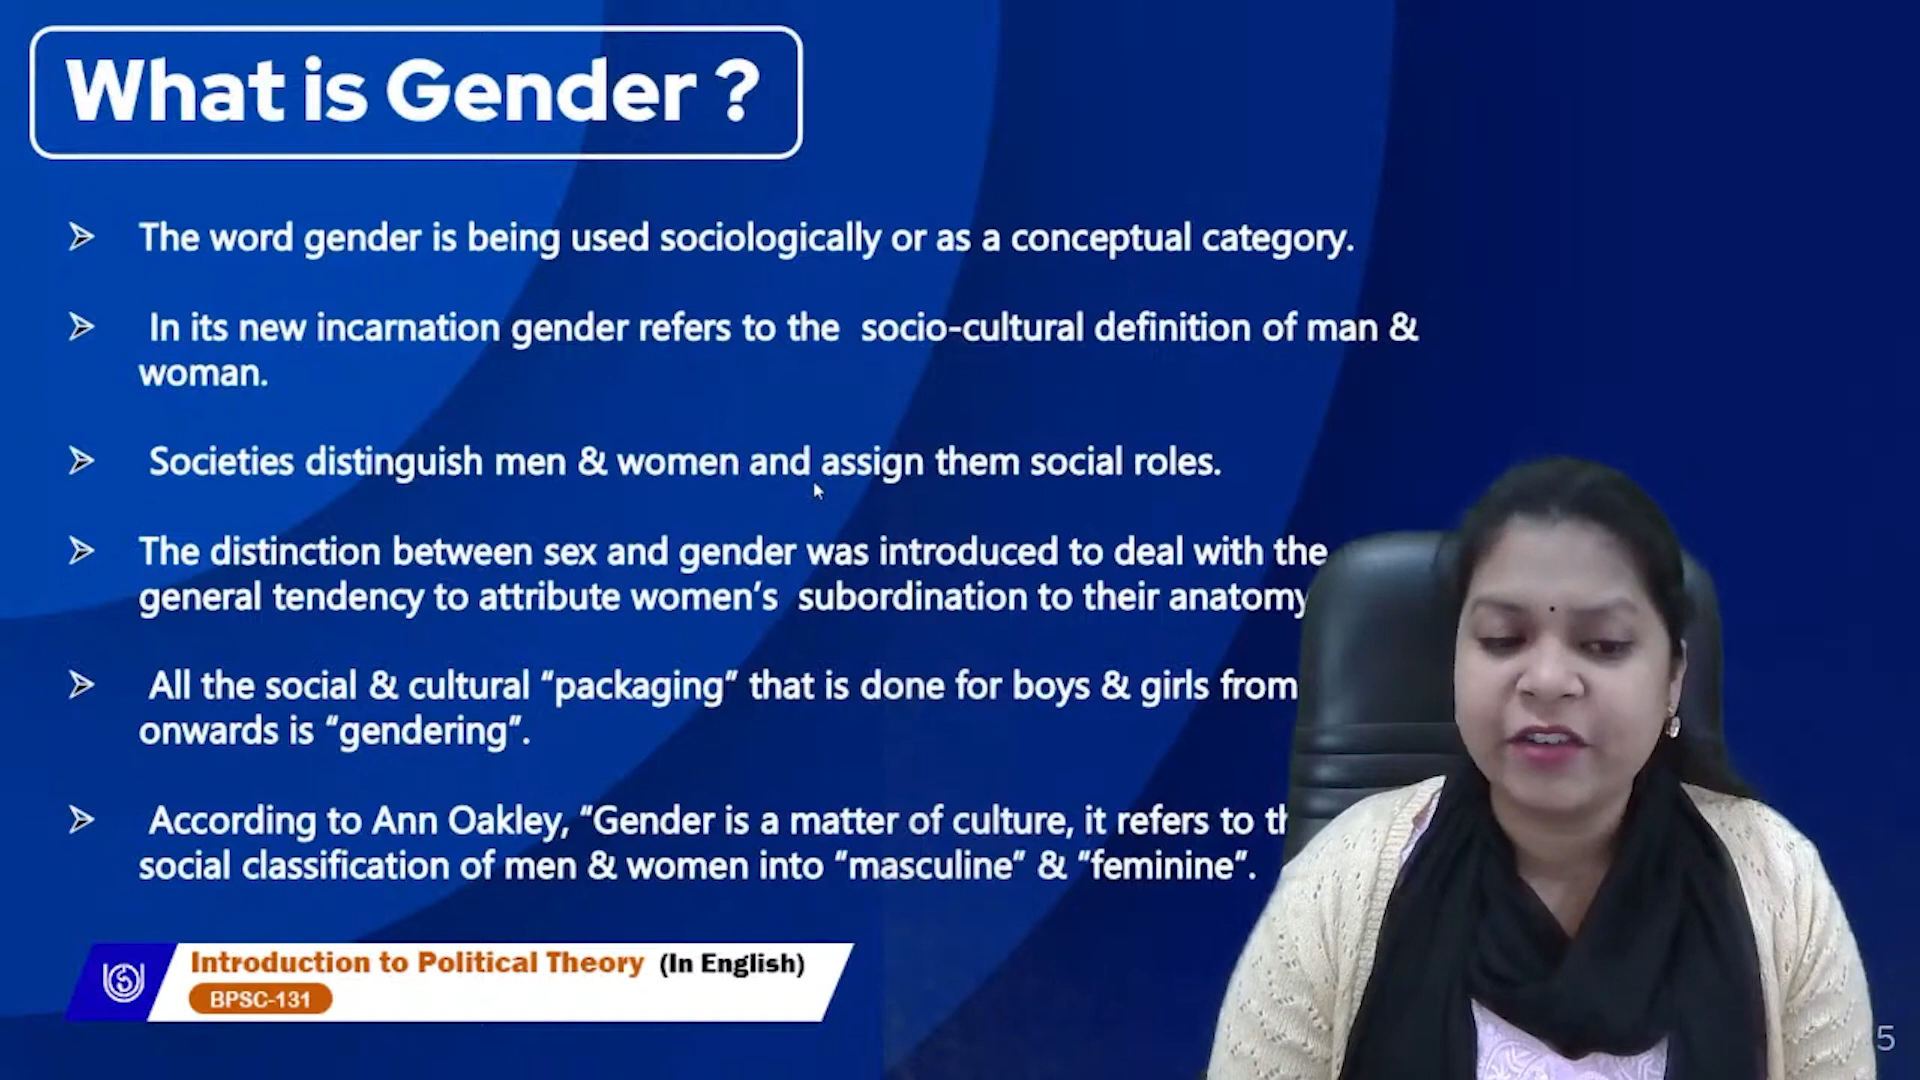 What is Gender ?
The word gender is being used sociologically or as a conceptual category.
In its new incarnation gender refers to the socio-cultural definition of man &
woman.
Societies distinguish men & women and assign them social roles.
The distinction between sex and gender was introduced to deal with the
general tendency to attribute women’s subordination to their anatomy
All the social & cultural “packaging” that is done for boys & girls from
onwards is “gendering”.
According to Ann Oakley, “Gender is a matter of culture, it refers to
social classification of men & women into “masculine” & “feminine”.
Introduction to Political Theory (In English)
BPSC-131
5